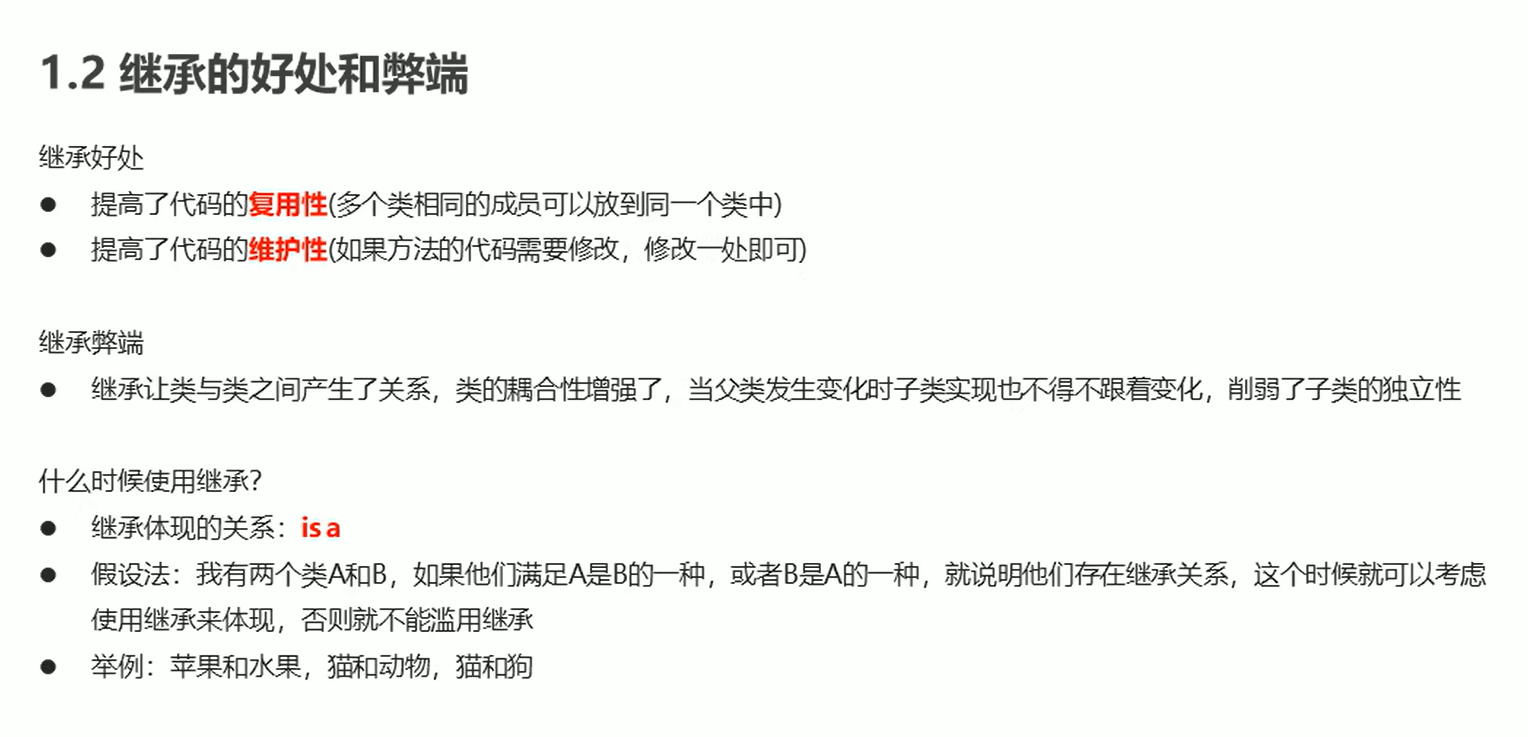 1.2 继承的好处和弊端
继承好处
● 提高了代码的复用性(多个类相同的成员可以放到同一个类中)
● 提高了代码的维护性(如果方法的代码需要修改，修改一处即可)
继承弊端
● 继承让类与类之间产生了关系，类的耦合性增强了，当父类发生变化时子类实现也不得不跟着变化，削弱了子类的独立性
什么时候使用继承?
● 继承体现的关系：is a
● 假设法：我有两个类A和B，如果他们满足A是B的一种，或者B是A的一种，就说明他们存在继承关系，这个时候就可以考虑
使用继承来体现，否则就不能滥用继承
● 举例：苹果和水果，猫和动物，猫和狗